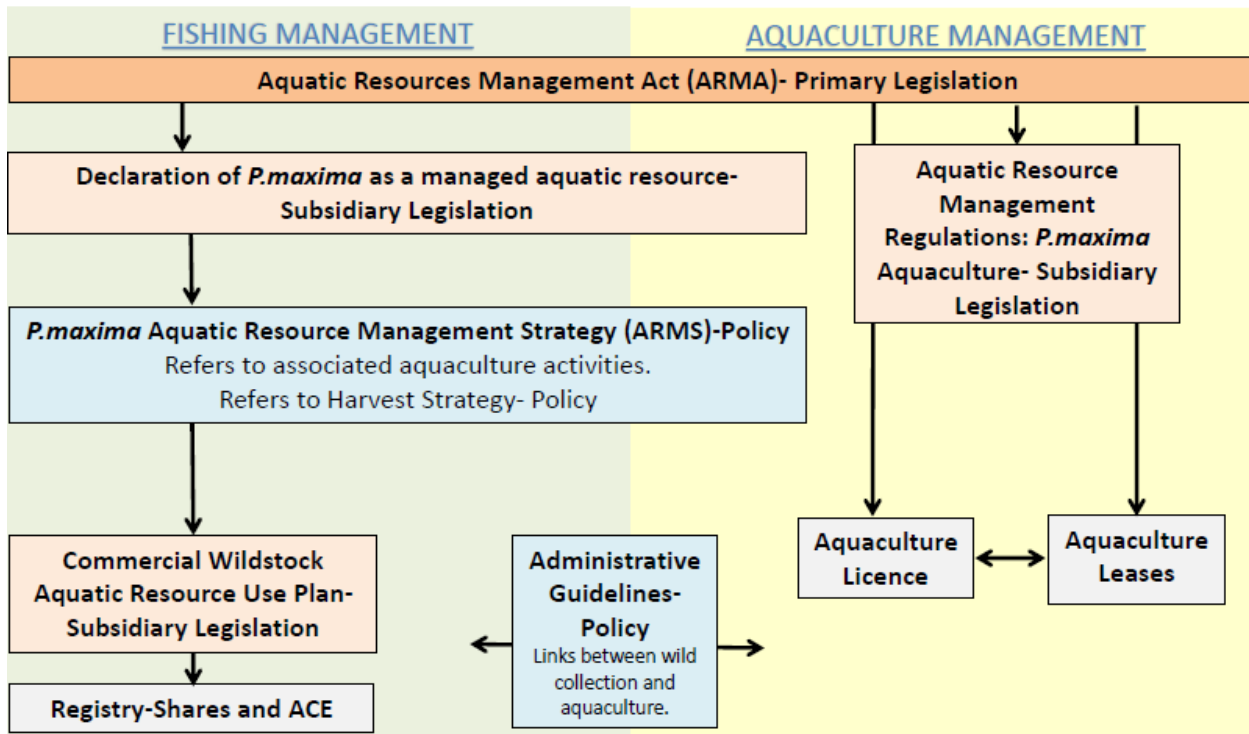 FISHING MANAGEMENT
AQUACULTURE MANAGEMENT
Aquatic Resources Management Act (ARMA)- Primary Legislation
Declaration of P.maxima as a managed aquatic resource-
Subsidiary Legislation
Aquatic Resource
Management
Regulations: P.maxima
Aquaculture- Subsidiary
Legislation
P.maxima Aquatic Resource Management Strategy (ARMS)-Policy
Refers to associated aquaculture activities.
Refers to Harvest Strategy- Policy
Commercial Wildstock
Aquatic Resource Use Plan-
Subsidiary Legislation
Administrative
Guidelines-
Policy
Links between wild
collection and
aquaculture.
Aquaculture
Licence
Aquaculture
Leases
Registry-Shares and ACE